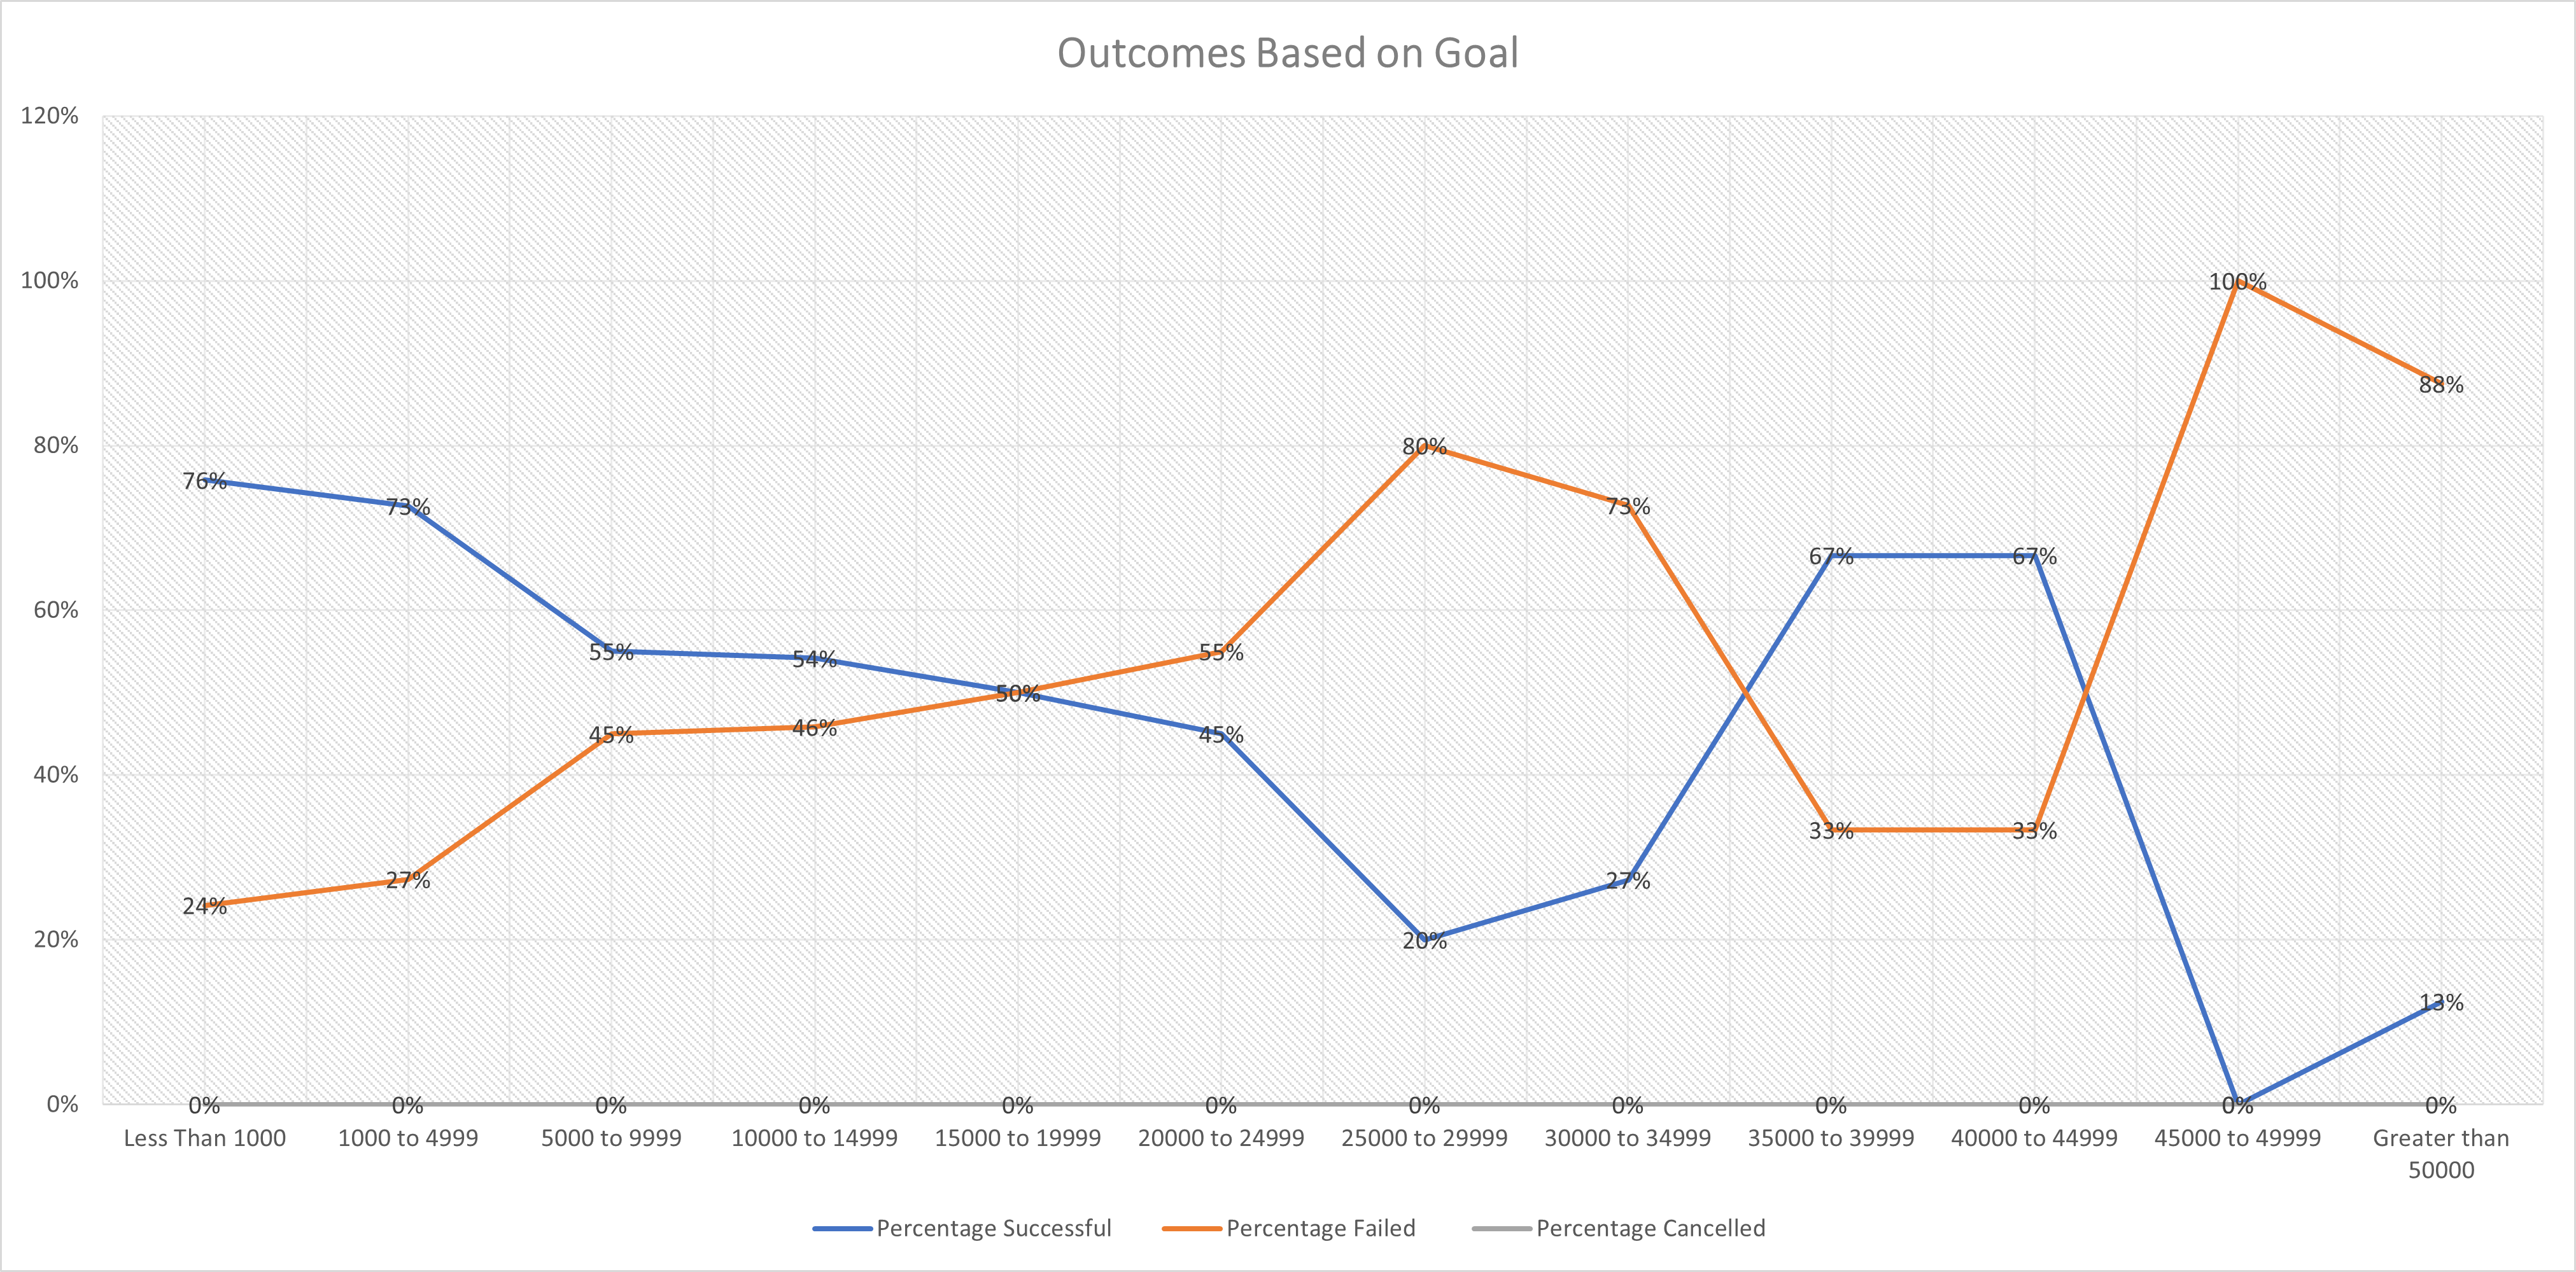 Outcomes Based on Goal
120%
100%
100%
88%
80%
80%
76%
73%
73%
67%
67%
60%
55%
54%
55%
50%
45%
46%
45%
40%
33%
33%
24%
27%
27%
20%
20%
13%
0%
0%
0%
0%
0%
0%
0%
0%
0%
0%
0%
0%
0%
Less Than 1000
1000 to 4999
5000 to 9999
10000 to 14999
15000 to 19999
20000 to 24999
25000 to 29999
30000 to 34999
35000 to 39999
40000 to 44999
45000 to 49999
Greater than
50000
Percentage Successful
Percentage Failed
Percentage Cancelled